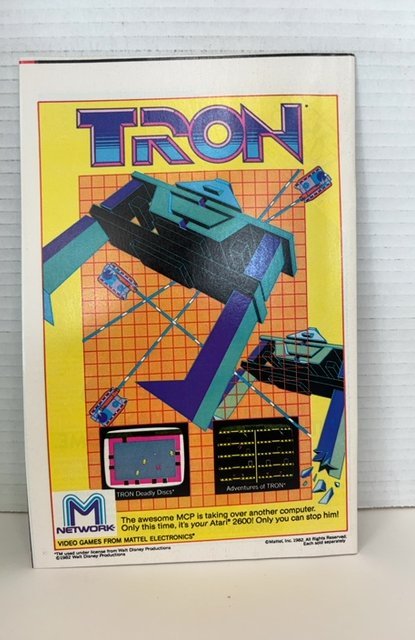 TRON
TRON Deadly Discs*
Adventures of TRON*
M
NETWORK
The awesome MCP is taking over another computer.
Only this time, it's your Atari® 2600! Only you can stop him!
VIDEO GAMES FROM MATTEL ELECTRONICS®
*TM used under license from Walt Disney Productions
©1982 Walt Disney Productions
©Mattel, Inc. 1982. All Rights Reserved.
Each sold separately